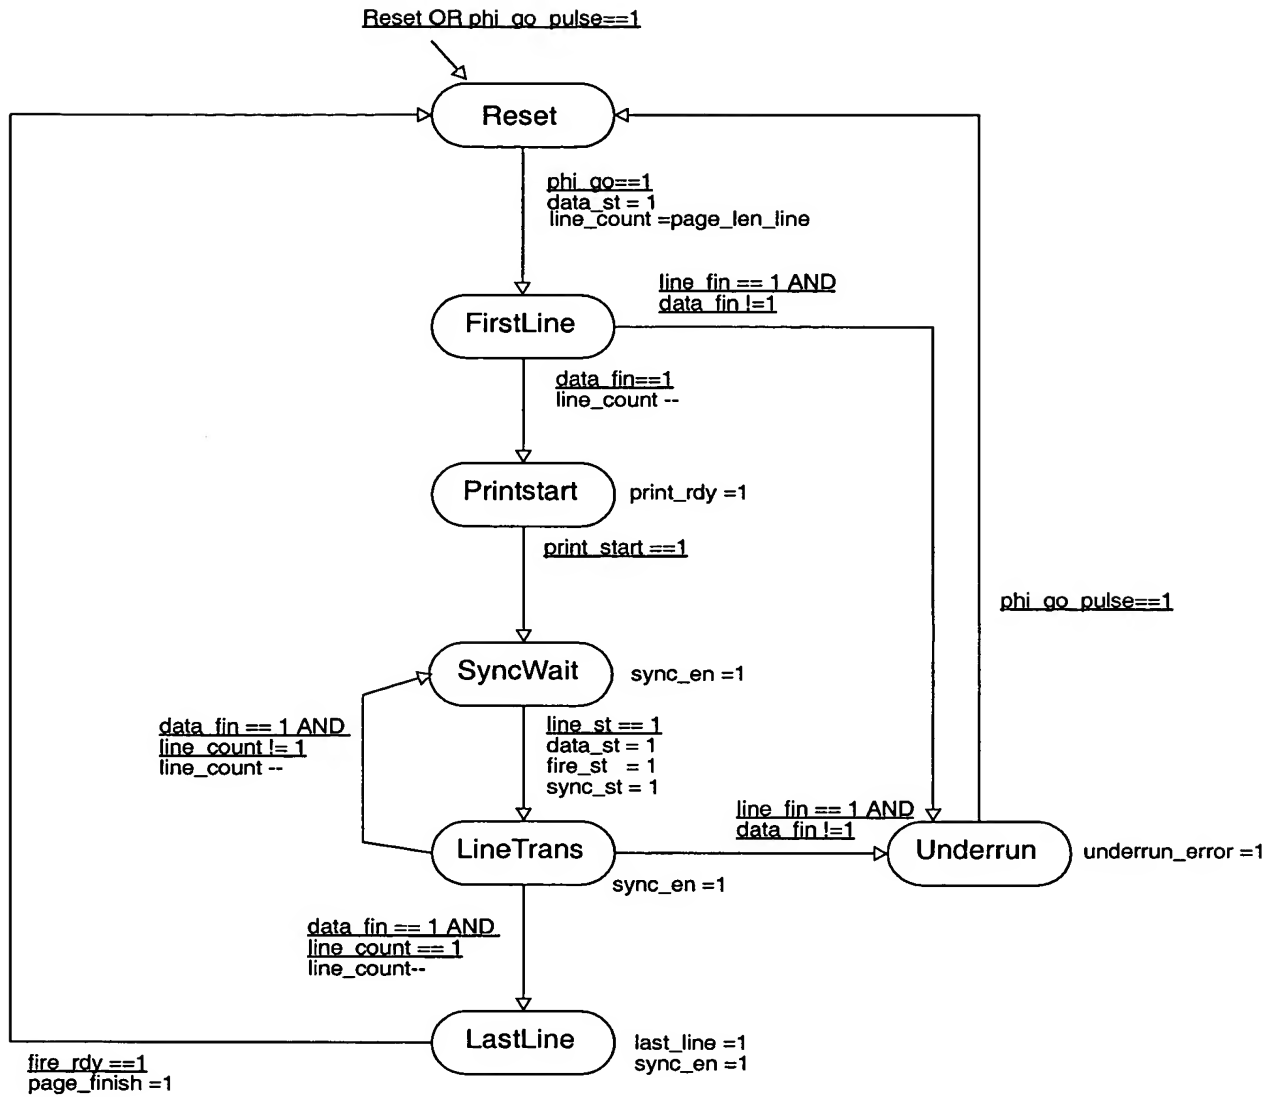 Reset OR phi_go_pulse==1
Reset
phi_go==1
data_st = 1
line_count =page_len_line
line_fin == 1 AND
data_fin !=1
FirstLine
data_fin==1
line_count --
Printstart
print_rdy =1
print_start ==1
phi_go_pulse==1
SyncWait
sync_en =1
data_fin == 1 AND
line_count != 1
line_count --
line_st == 1
data_st = 1
fire_st = 1
sync_st = 1
line_fin == 1 AND
data_fin !=1
LineTrans
sync_en =1
Underrun
underrun_error =1
data_fin == 1 AND
line_count == 1
line_count--
LastLine
last_line =1
sync_en =1
fire_rdy ==1
page_finish =1